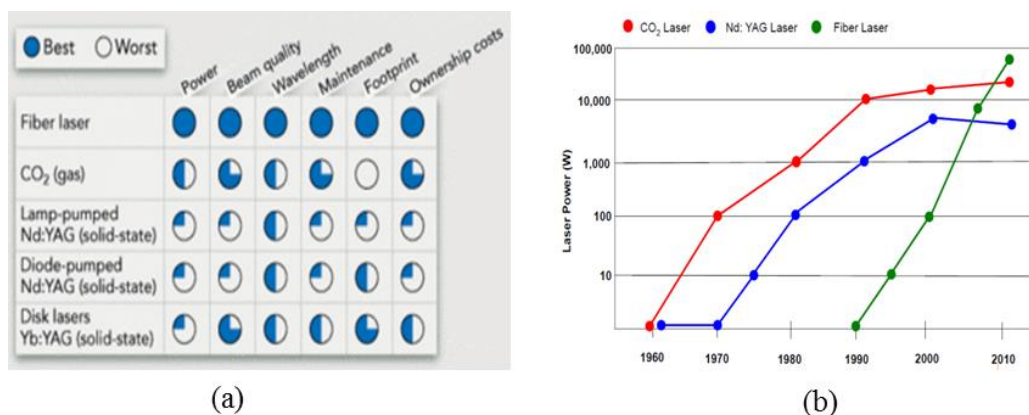 Best Worst
Power
Beam quality
Wavelength
Maintenance
Footprint
Ownership costs
Fiber laser
CO₂ (gas)
Lamp-pumped
Nd:YAG (solid-state)
Diode-pumped
Nd:YAG (solid-state)
Disk lasers
Yb:YAG (solid-state)
(a)
CO₂ Laser Nd: YAG Laser Fiber Laser
Laser Power (W)
100,000
10,000
1,000
100
10
1960 1970 1980 1990 2000 2010
(b)